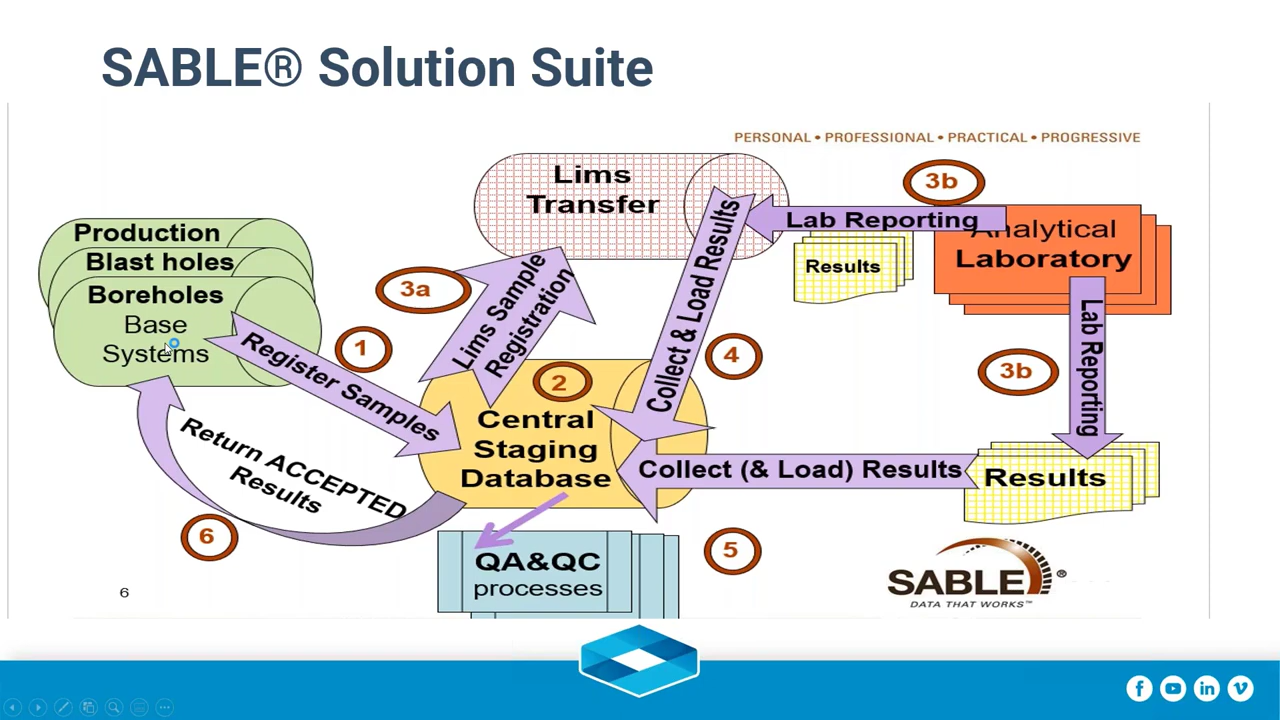 SABLE® Solution Suite
PERSONAL • PROFESSIONAL • PRACTICAL • PROGRESSIVE
Lims
Transfer
3b
Lab Reporting
Analytical
Laboratory
Results
Production
Blast holes
Boreholes
Base
Systems
3a
Lims Sample
Registration
Collect & Load Results
1
Register Samples
4
3b
Lab Reporting
2
Central
Staging
Database
Collect (& Load) Results
Results
Return ACCEPTED
Results
6
QA&QC
processes
5
SABLE®
DATA THAT WORKS™
6